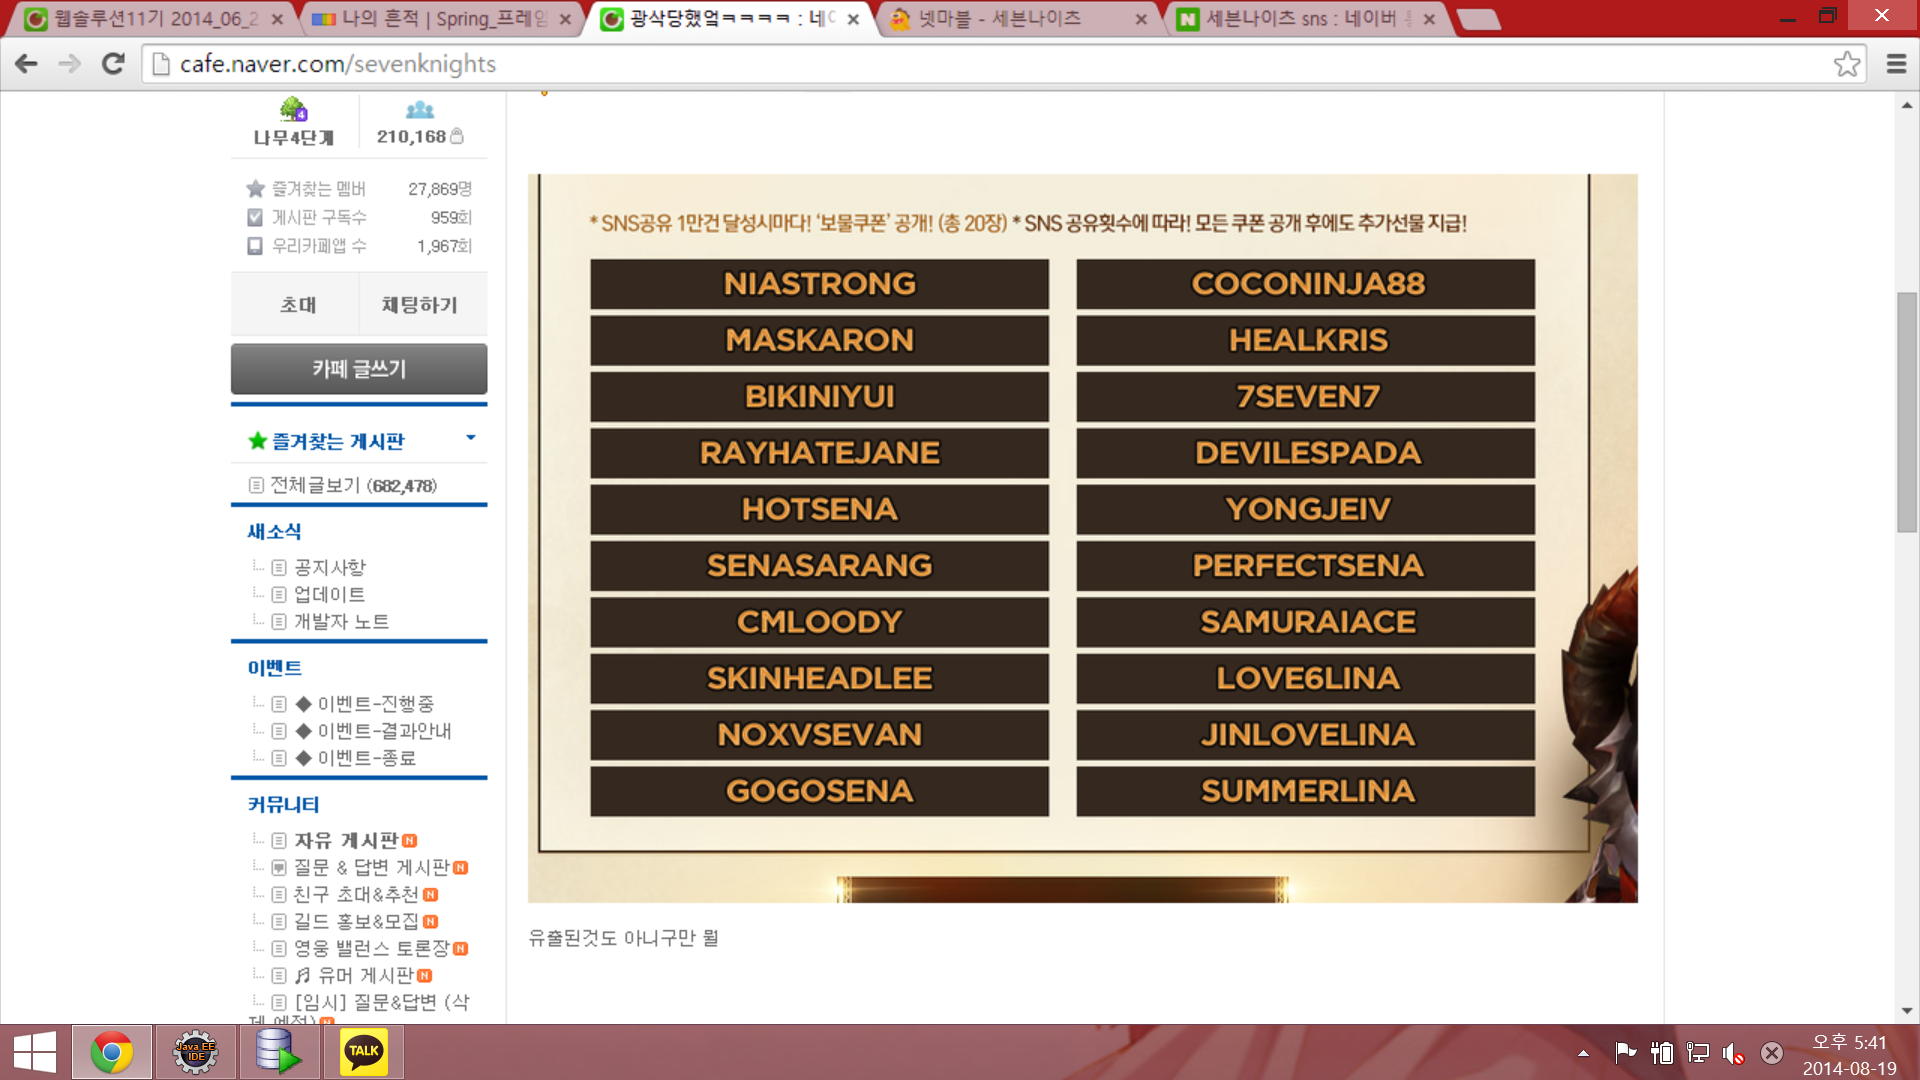 웹솔루션11기 2014_06_2
나의 흔적 | Spring_프레임
광삭당했엌ㅋㅋㅋㅋ : 네이
넷마블 - 세븐나이츠
세븐나이츠 sns : 네이버
cafe.naver.com/sevenknights
나무4단계
210,168
즐겨찾는 멤버 27,869명
게시판 구독수 959회
우리카페앱 수 1,967회
초대
채팅하기
카페 글쓰기
즐겨찾는 게시판
전체글보기 (682,478)
새소식
공지사항
업데이트
개발자 노트
이벤트
◆ 이벤트-진행중
◆ 이벤트-결과안내
◆ 이벤트-종료
커뮤니티
자유 게시판 N
질문 & 답변 게시판 N
친구 초대&추천 N
길드 홍보&모집 N
영웅 밸런스 토론장 N
♬ 유머 게시판 N
[임시] 질문&답변 (삭
제 예정) N
* SNS공유 1만건 달성시마다! ‘보물쿠폰’ 공개! (총 20장) * SNS 공유횟수에 따라! 모든 쿠폰 공개 후에도 추가선물 지급!
NIASTRONG COCONINJA88
MASKARON HEALKRIS
BIKINIYUI 7SEVEN7
RAYHATEJANE DEVILESPADA
HOTSENA YONGJEIV
SENASARANG PERFECTSENA
CMLOODY SAMURAIACE
SKINHEADLEE LOVE6LINA
NOXVSEVAN JINLOVELINA
GOGOSENA SUMMERLINA
유출된것도 아니구만 뭘
Java EE
IDE
TALK
오후 5:41
2014-08-19